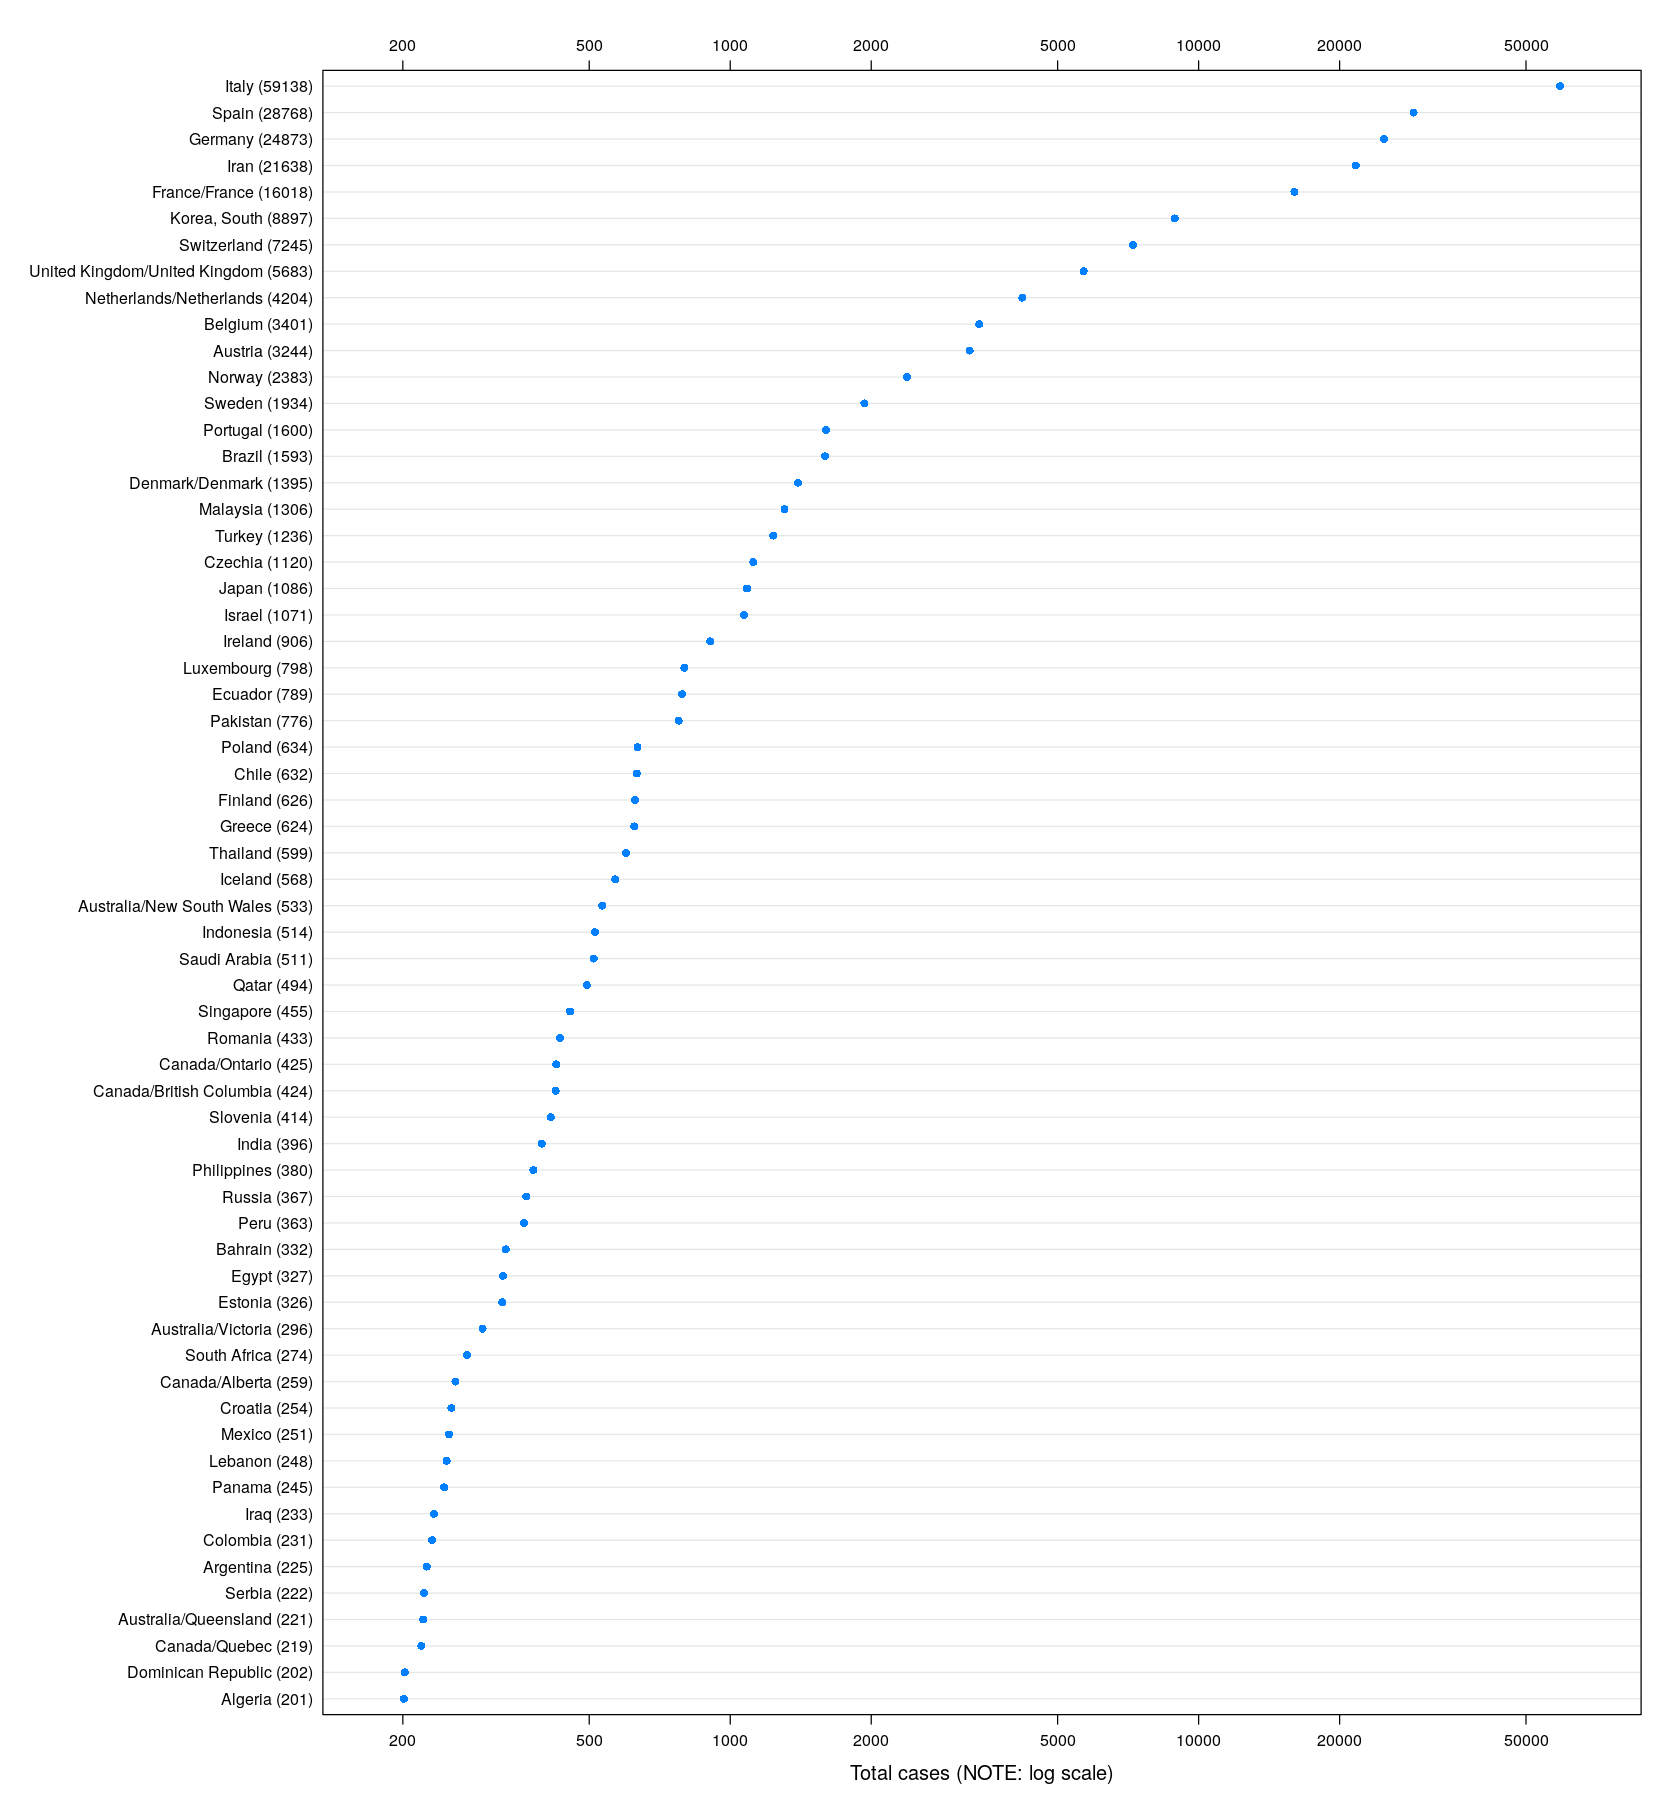 200 500 1000 2000 5000 10000 20000 50000
Italy (59138)
Spain (28768)
Germany (24873)
Iran (21638)
France/France (16018)
Korea, South (8897)
Switzerland (7245)
United Kingdom/United Kingdom (5683)
Netherlands/Netherlands (4204)
Belgium (3401)
Austria (3244)
Norway (2383)
Sweden (1934)
Portugal (1600)
Brazil (1593)
Denmark/Denmark (1395)
Malaysia (1306)
Turkey (1236)
Czechia (1120)
Japan (1086)
Israel (1071)
Ireland (906)
Luxembourg (798)
Ecuador (789)
Pakistan (776)
Poland (634)
Chile (632)
Finland (626)
Greece (624)
Thailand (599)
Iceland (568)
Australia/New South Wales (533)
Indonesia (514)
Saudi Arabia (511)
Qatar (494)
Singapore (455)
Romania (433)
Canada/Ontario (425)
Canada/British Columbia (424)
Slovenia (414)
India (396)
Philippines (380)
Russia (367)
Peru (363)
Bahrain (332)
Egypt (327)
Estonia (326)
Australia/Victoria (296)
South Africa (274)
Canada/Alberta (259)
Croatia (254)
Mexico (251)
Lebanon (248)
Panama (245)
Iraq (233)
Colombia (231)
Argentina (225)
Serbia (222)
Australia/Queensland (221)
Canada/Quebec (219)
Dominican Republic (202)
Algeria (201)
200 500 1000 2000 5000 10000 20000 50000
Total cases (NOTE: log scale)